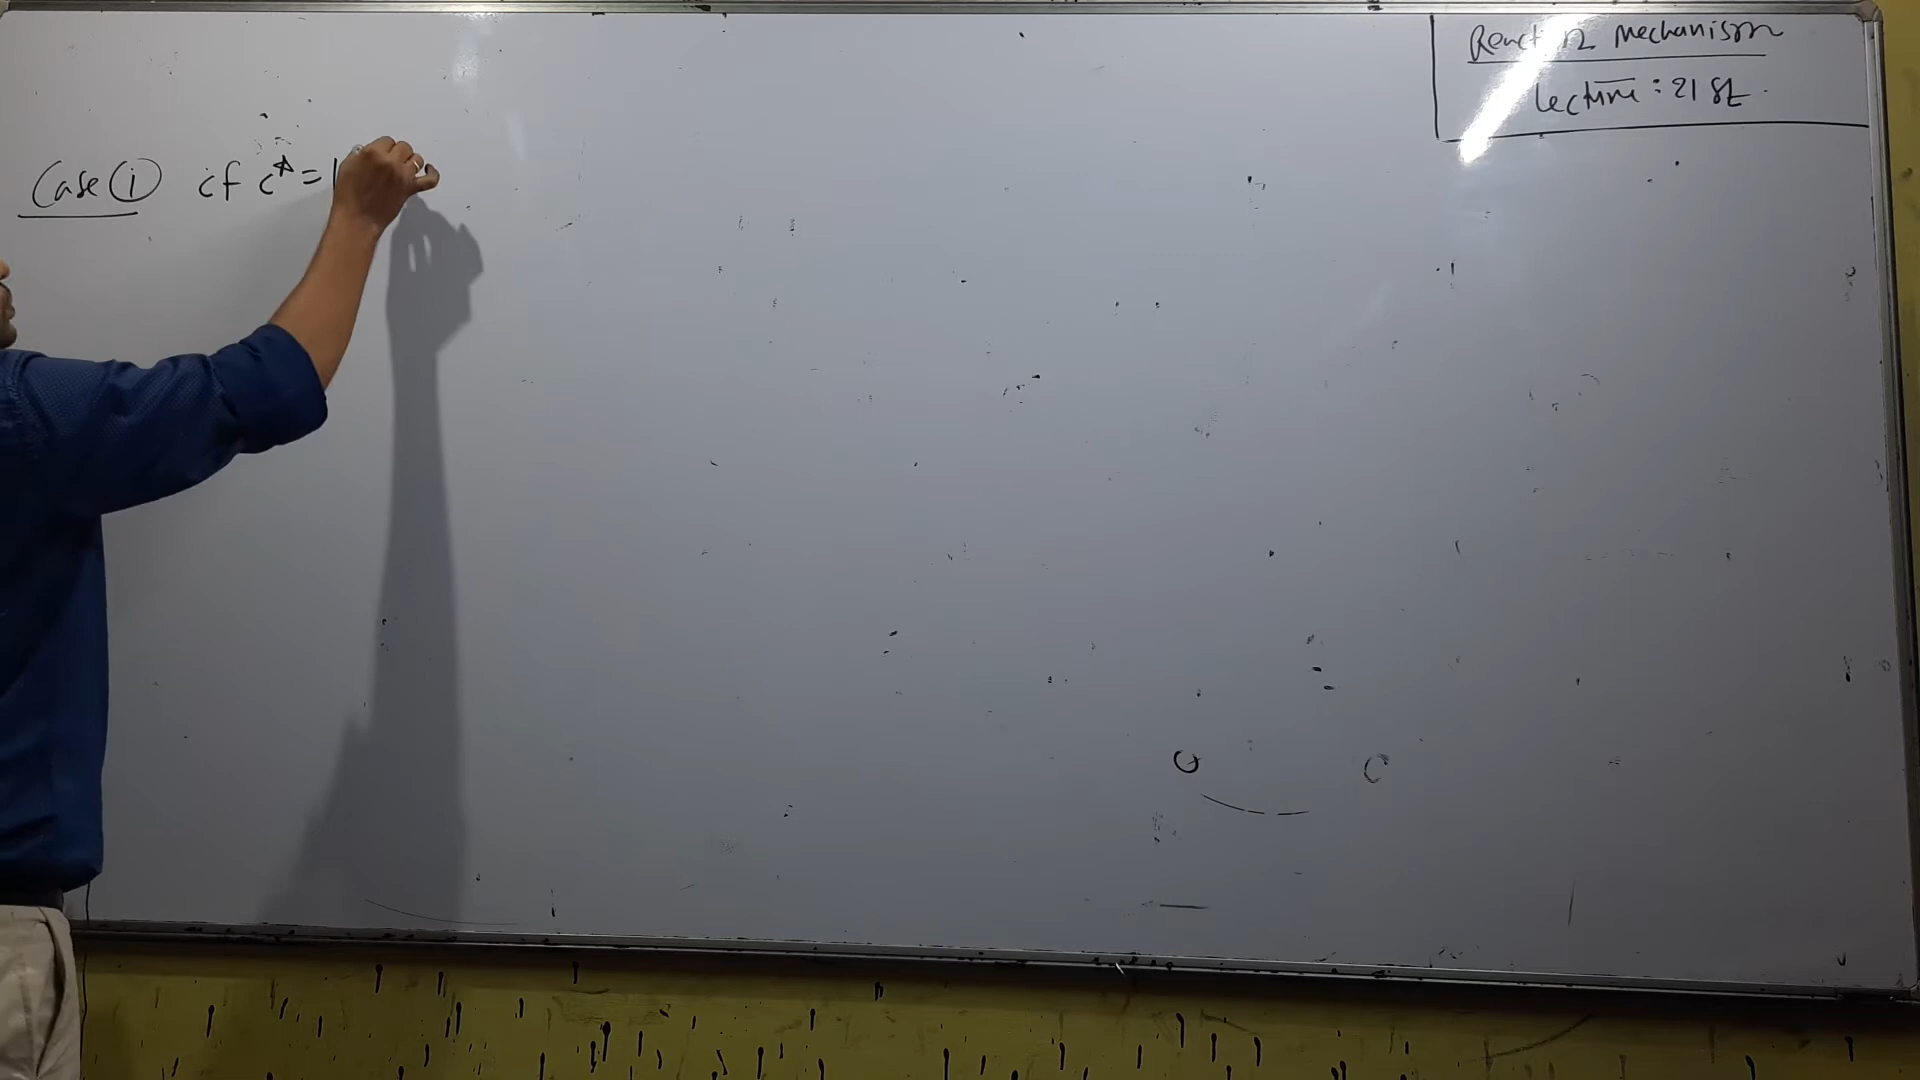 Reaction Mechanism
Lecture : 21 st.
Case (i) if C* = 1